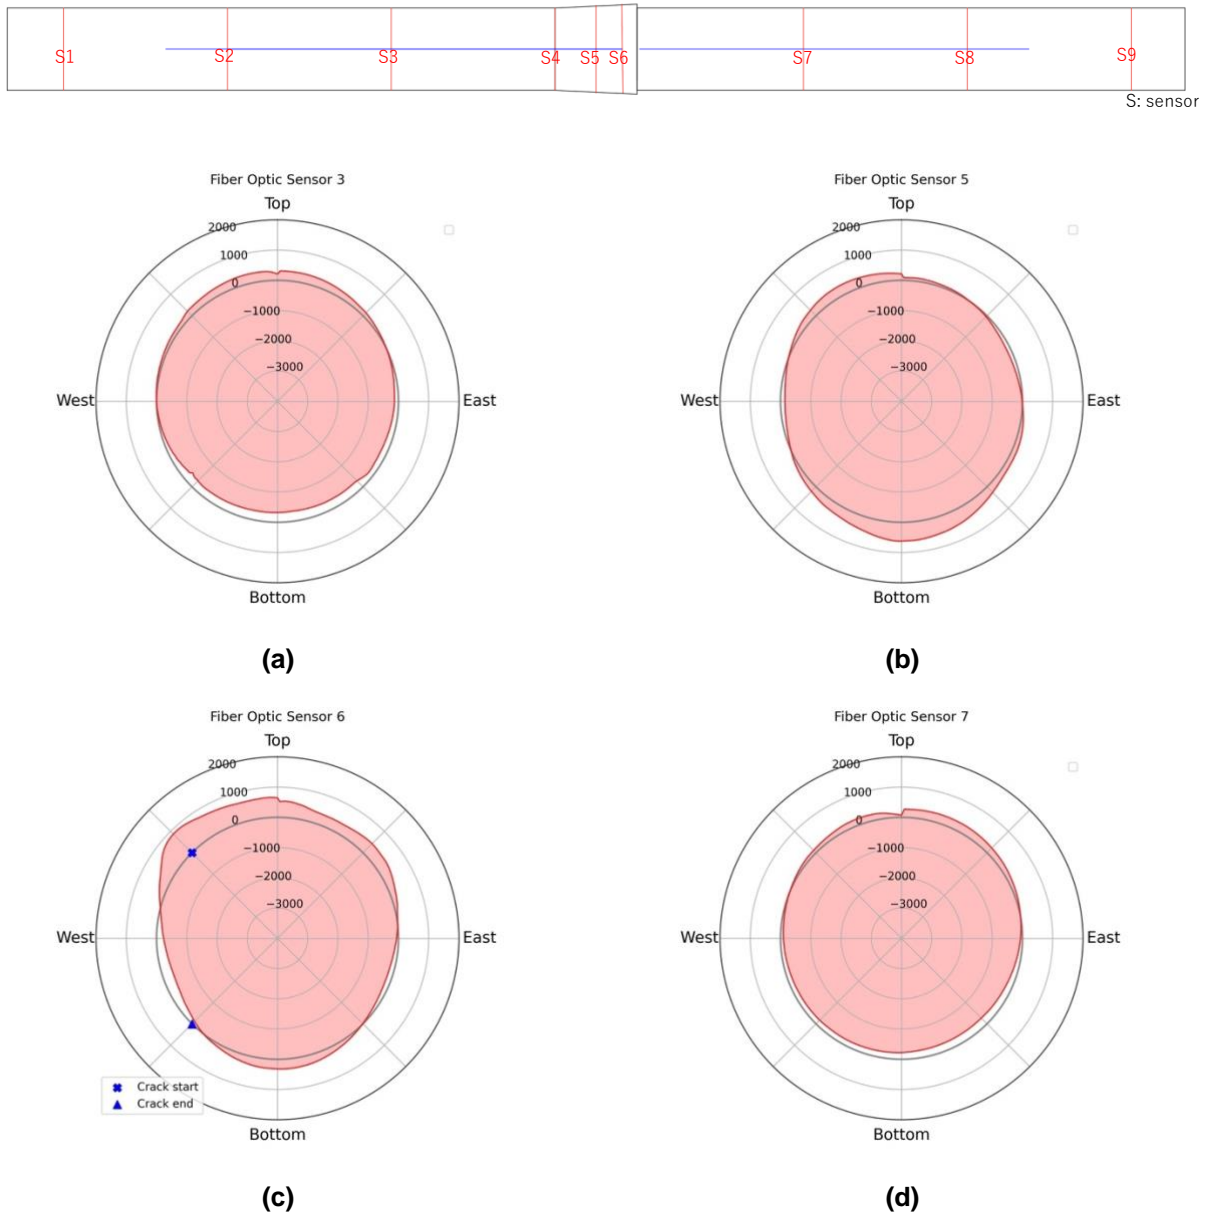 S1 S2 S3 S4 S5 S6 S7 S8 S9
S: sensor
Fiber Optic Sensor 3
Top
2000
1000
0
−1000
−2000
−3000
West
East
Bottom
(a)
Fiber Optic Sensor 5
Top
2000
1000
0
−1000
−2000
−3000
West
East
Bottom
(b)
Fiber Optic Sensor 6
Top
2000
1000
0
−1000
−2000
−3000
West
East
Crack start
Crack end
Bottom
(c)
Fiber Optic Sensor 7
Top
2000
1000
0
−1000
−2000
−3000
West
East
Bottom
(d)